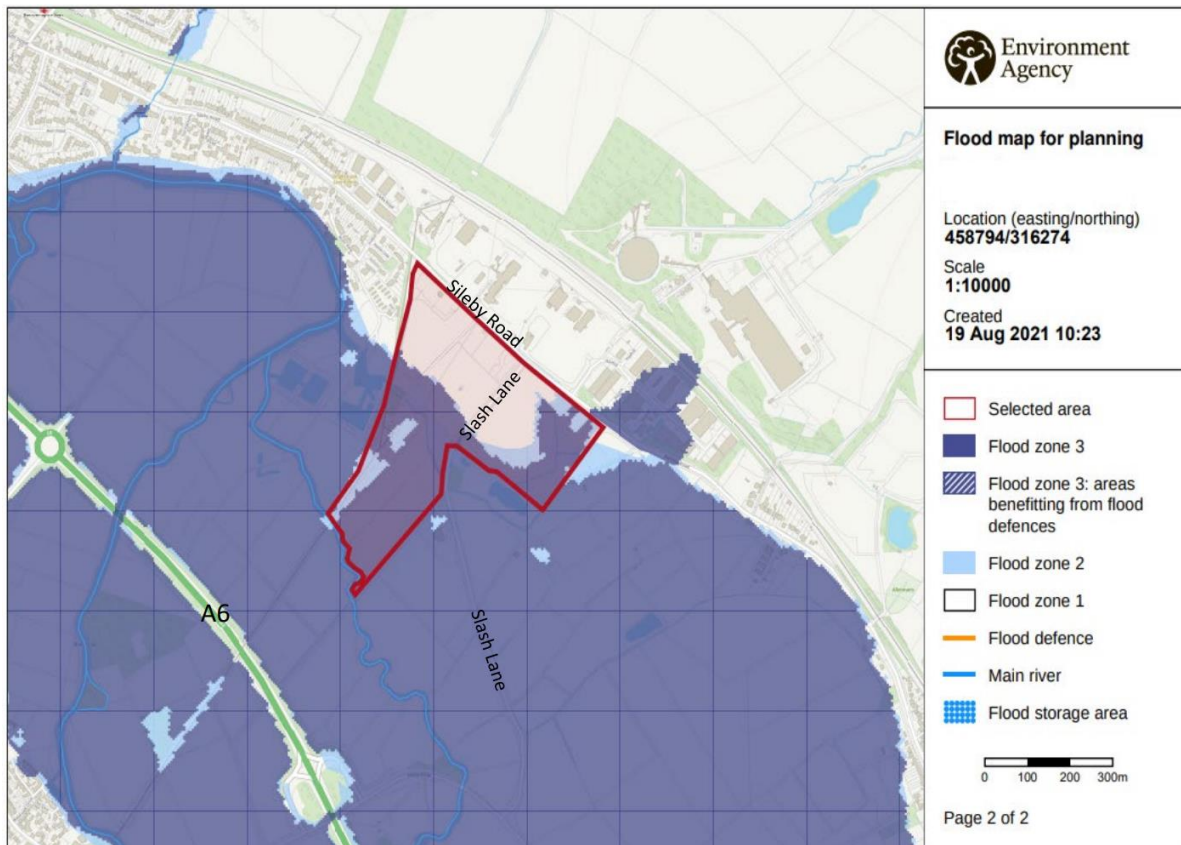 Sileby Road
Slash Lane
A6
Slash Lane
Environment
Agency
Flood map for planning
Location (easting/northing)
458794/316274
Scale
1:10000
Created
19 Aug 2021 10:23
Selected area
Flood zone 3
Flood zone 3: areas
benefitting from flood
defences
Flood zone 2
Flood zone 1
Flood defence
Main river
Flood storage area
0 100 200 300m
Page 2 of 2